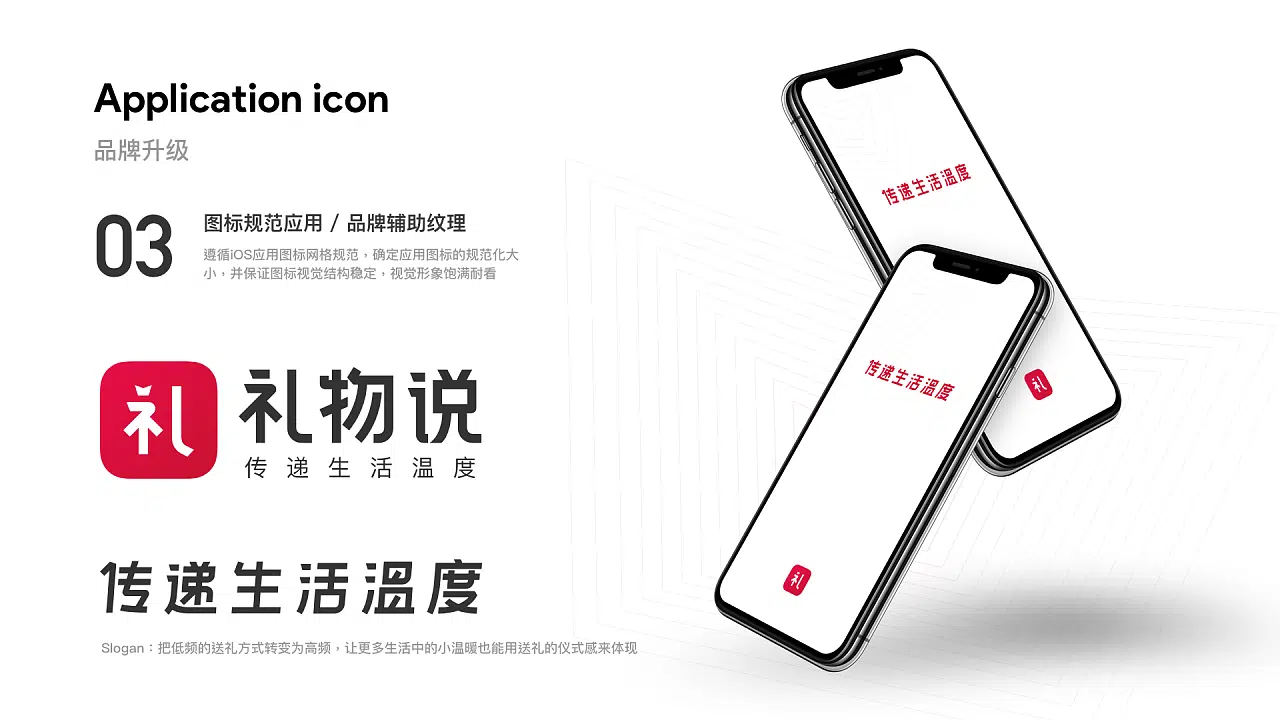 Application icon
品牌升级
03
图标规范应用 / 品牌辅助纹理
遵循iOS应用图标网格规范，确定应用图标的规范化大
小，并保证图标视觉结构稳定，视觉形象饱满耐看
礼
礼物说
传递生活温度
传递生活温度
Slogan：把低频的送礼方式转变为高频，让更多生活中的小温暖也能用送礼的仪式感来体现
传递生活温度
礼
传递生活温度
礼